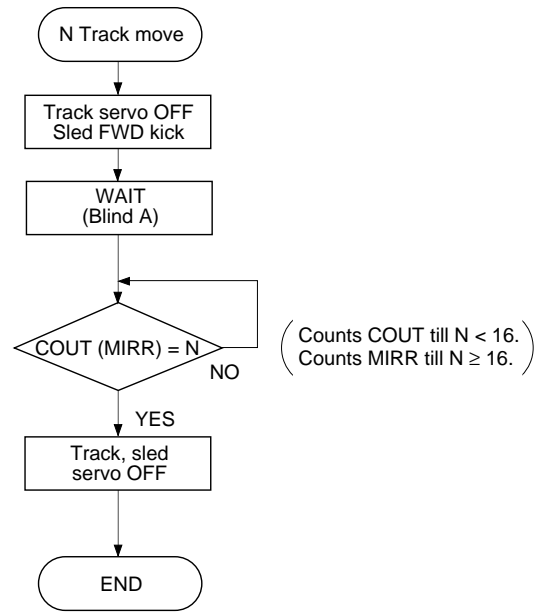 N Track move
Track servo OFF
Sled FWD kick
WAIT
(Blind A)
COUT (MIRR) = N
NO
(Counts COUT till N < 16.
Counts MIRR till N ≥ 16.)
YES
Track, sled
servo OFF
END